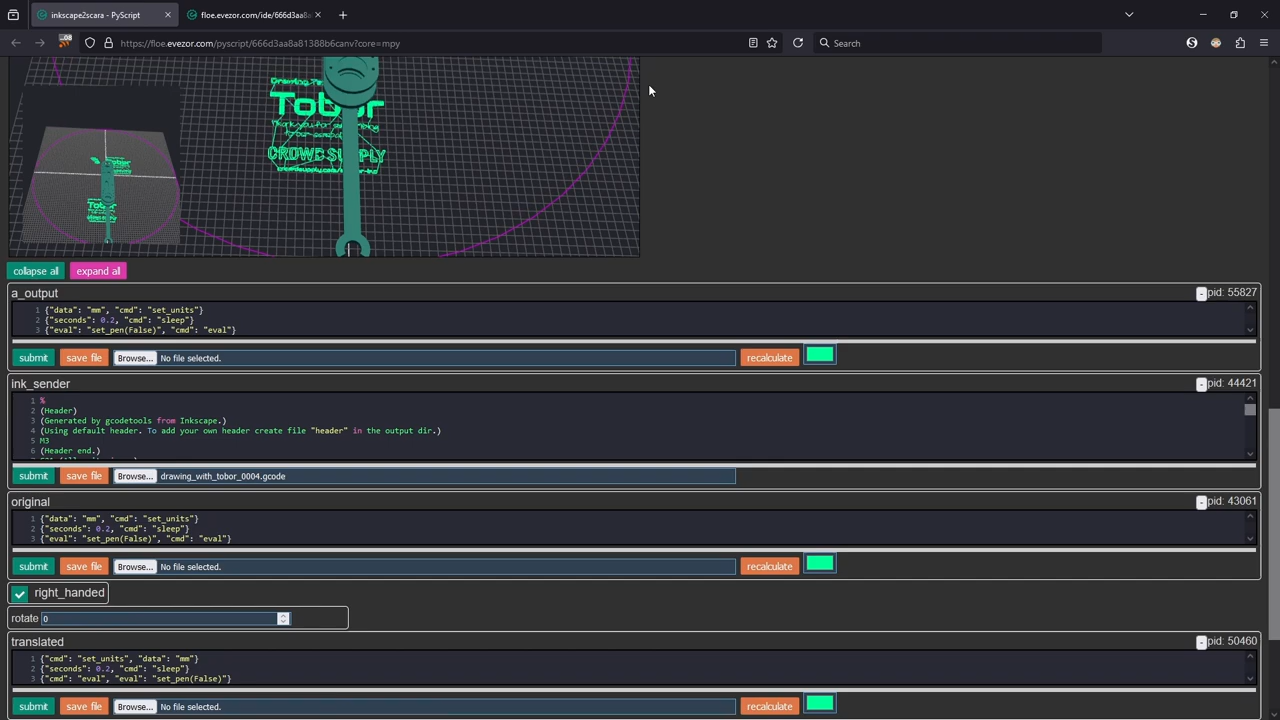 inkscape2scara - PyScript
floe.evezor.com/ide/666d3aa8a
https://floe.evezor.com/pyscript/666d3aa8a81388b6canv?core=mpy
Search
Tobor
CROWD SUPPLY
Tobor
collapse all
expand all
a_output
pid: 55827
1 {"data": "mm", "cmd": "set_units"}
2 {"seconds": 0.2, "cmd": "sleep"}
3 {"eval": "set_pen(False)", "cmd": "eval"}
submit
save file
Browse...
No file selected.
recalculate
ink_sender
pid: 44421
1 %
2 (Header)
3 (Generated by gcodetools from Inkscape.)
4 (Using default header. To add your own header create file "header" in the output dir.)
5 M3
6 (Header end.)
submit
save file
Browse...
drawing_with_tobor_0004.gcode
original
pid: 43061
1 {"data": "mm", "cmd": "set_units"}
2 {"seconds": 0.2, "cmd": "sleep"}
3 {"eval": "set_pen(False)", "cmd": "eval"}
submit
save file
Browse...
No file selected.
recalculate
right_handed
rotate 0
translated
pid: 50460
1 {"cmd": "set_units", "data": "mm"}
2 {"seconds": 0.2, "cmd": "sleep"}
3 {"cmd": "eval", "eval": "set_pen(False)"}
submit
save file
Browse...
No file selected.
recalculate